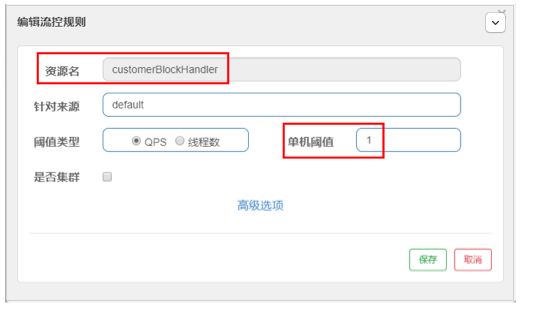 编辑流控规则
资源名 customerBlockHandler
针对来源 default
阈值类型 QPS 线程数 单机阈值 1
是否集群
高级选项
保存 取消